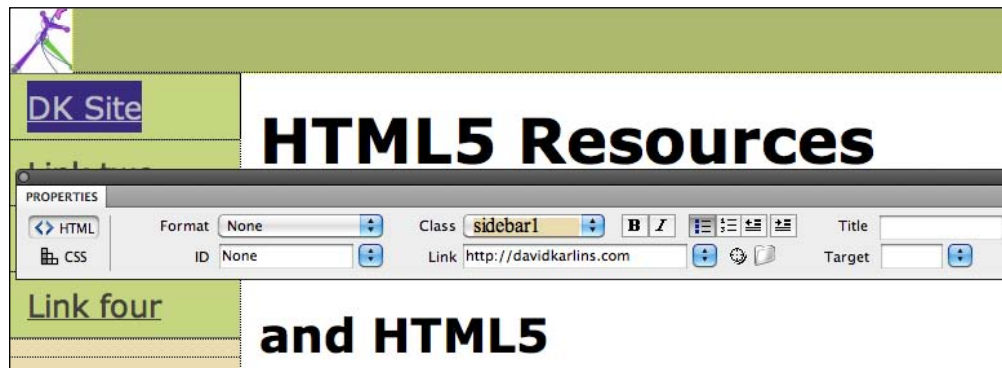 DK Site
HTML5 Resources
PROPERTIES
HTML
Format None
Class sidebar1
B I
Title
CSS
ID None
Link http://davidkarlins.com
Target
Link four
and HTML5